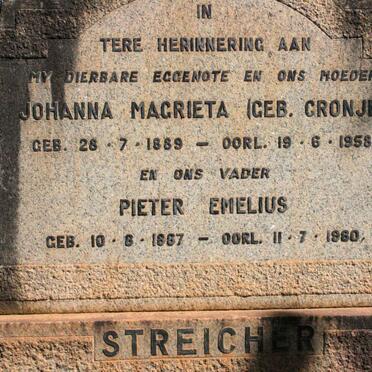 IN
TERE HERINNERING AAN
MY DIERBARE EGGENOTE EN ONS MOEDER
JOHANNA MAGRIETA (GEB. CRONJE
GEB. 28 · 7 · 1889 — OORL. 19 · 6 · 1958
EN ONS VADER
PIETER EMELIUS
GEB. 10 · 8 · 1887 — OORL. 11 · 7 · 1960.
STREICHER